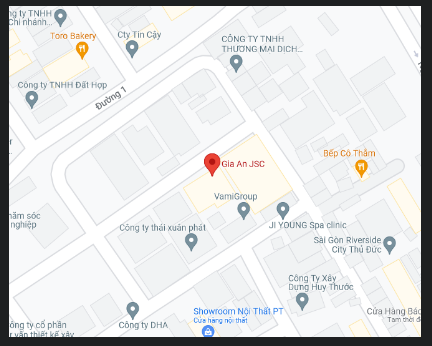 ng ty TNHH
Chi nhánh...
Toro Bakery
Cty Tin Cậy
CÔNG TY TNHH
THƯƠNG MẠI DỊCH...
Công ty TNHH Đất Hợp
Đường 1
Gia An JSC
Bếp Cô Thắm
VamiGroup
hăm sóc
nghiệp
Công ty thái xuân phát
JI YOUNG Spa clinic
Sài Gòn Riverside
City Thủ Đức
Công Ty Xây
Dựng Huy Thước
Showroom Nội Thất PT
Cửa hàng nội thất
Cửa Hàng Bác
Tạm thời đ
Công ty DHA
ông ty cổ phần
vấn thiết kế xây